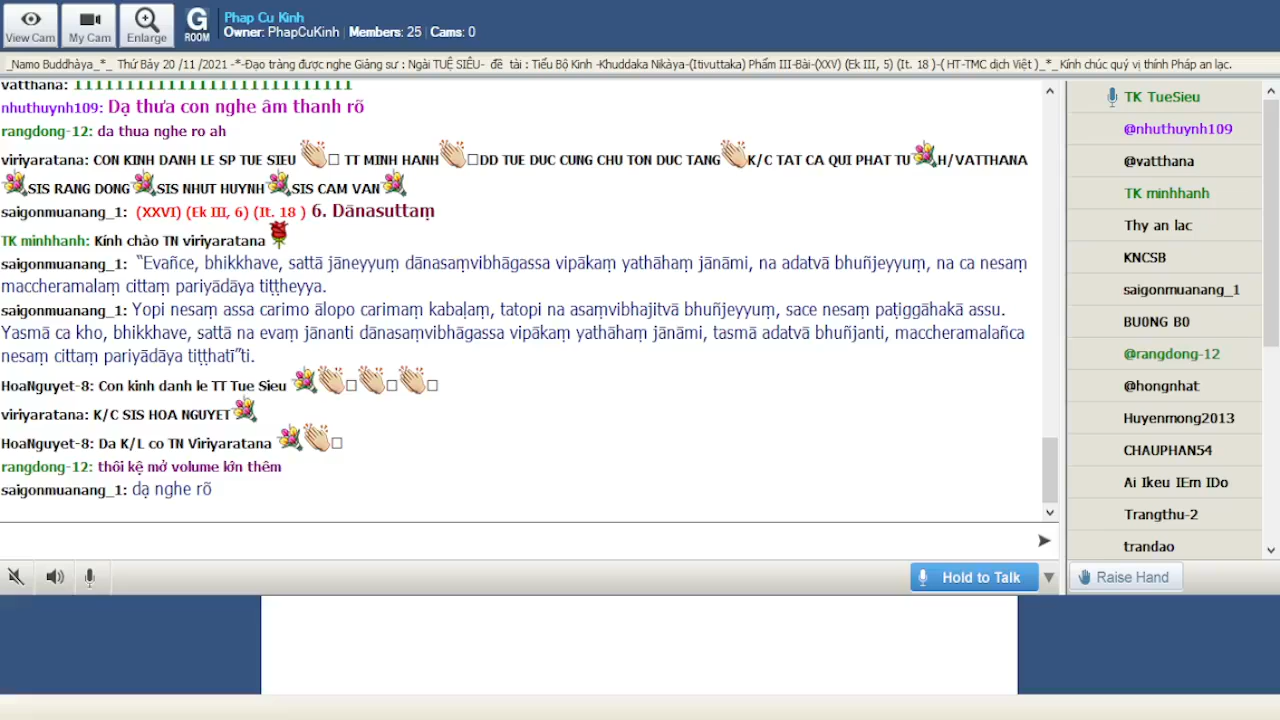 View Cam
My Cam
Enlarge
G
ROOM
Phap Cu Kinh
Owner: PhapCuKinh | Members: 25 | Cams: 0
_Namo Buddhàya_*_ Thứ Bảy 20 /11 /2021 -*-Đạo tràng được nghe Giảng sư : Ngài TUỆ SIÊU- đề tài : Tiểu Bộ Kinh -Khuddaka Nikàya-(Itivuttaka) Phẩm III-Bài-(XXV) (Ek III, 5) (It. 18 )-( HT-TMC dịch Việt )_*_Kính chúc quý vị thính Pháp an lạc.
vatthana: 1111111111111111111111111111
nhuthuynh109: Dạ thưa con nghe âm thanh rõ
rangdong-12: da thua nghe ro ah
viriyaratana: CON KINH DANH LE SP TUE SIEU TT MINH HANH DD TUE DUC CUNG CHU TON DUC TANG K/C TAT CA QUI PHAT TU H/VATTHANA
SIS RANG DONG SIS NHUT HUYNH SIS CAM VAN
saigonmuanang_1: (XXVI) (Ek III, 6) (It. 18 ) 6. Dānasuttaṃ
TK minhhanh: Kính chào TN viriyaratana
saigonmuanang_1: “Evañce, bhikkhave, sattā jāneyyuṃ dānasaṃvibhāgassa vipākaṃ yathāhaṃ jānāmi, na adatvā bhuñjeyyuṃ, na ca nesaṃ
maccheramalaṃ cittaṃ pariyādāya tiṭṭheyya.
saigonmuanang_1: Yopi nesaṃ assa carimo ālopo carimaṃ kabaḷaṃ, tatopi na asaṃvibhajitvā bhuñjeyyuṃ, sace nesaṃ paṭiggāhakā assu.
Yasmā ca kho, bhikkhave, sattā na evaṃ jānanti dānasaṃvibhāgassa vipākaṃ yathāhaṃ jānāmi, tasmā adatvā bhuñjanti, maccheramalañca
nesaṃ cittaṃ pariyādāya tiṭṭhatī”ti.
HoaNguyet-8: Con kinh danh le TT Tue Sieu
viriyaratana: K/C SIS HOA NGUYET
HoaNguyet-8: Da K/L co TN Viriyaratana
rangdong-12: thôi kệ mở volume lớn thêm
saigonmuanang_1: dạ nghe rõ
Hold to Talk
TK TueSieu
@nhuthuynh109
@vatthana
TK minhhanh
Thy an lac
KNCSB
saigonmuanang_1
BU0NG B0
@rangdong-12
@hongnhat
Huyenmong2013
CHAUPHAN54
Ai Ikeu IEm IDo
Trangthu-2
trandao
Raise Hand